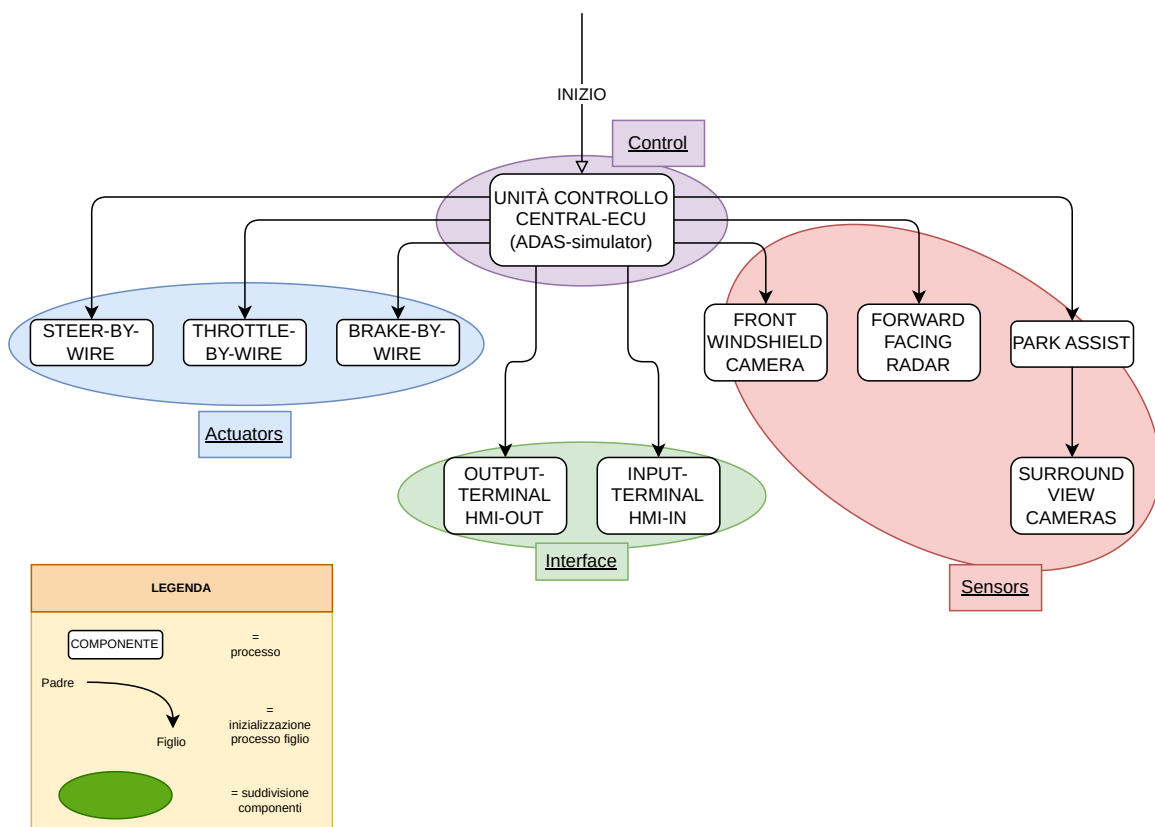 INIZIO
Control
UNITÀ CONTROLLO
CENTRAL-ECU
(ADAS-simulator)
STEER-BY-
WIRE
THROTTLE-
BY-WIRE
BRAKE-BY-
WIRE
Actuators
FRONT
WINDSHIELD
CAMERA
FORWARD
FACING
RADAR
PARK ASSIST
OUTPUT-
TERMINAL
HMI-OUT
INPUT-
TERMINAL
HMI-IN
Interface
SURROUND
VIEW
CAMERAS
Sensors
LEGENDA
COMPONENTE
=
processo
Padre
Figlio
=
inizializzazione
processo figlio
= suddivisione
componenti